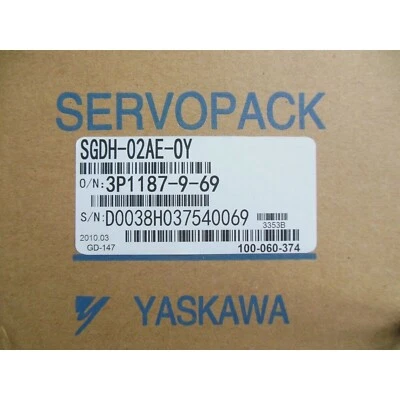 SERVOPACK
SGDH-02AE-0Y
O/N: 3P1187-9-69
S/N: D0038H037540069 3353B
2010.03
GD-147 100-060-374
YASKAWA